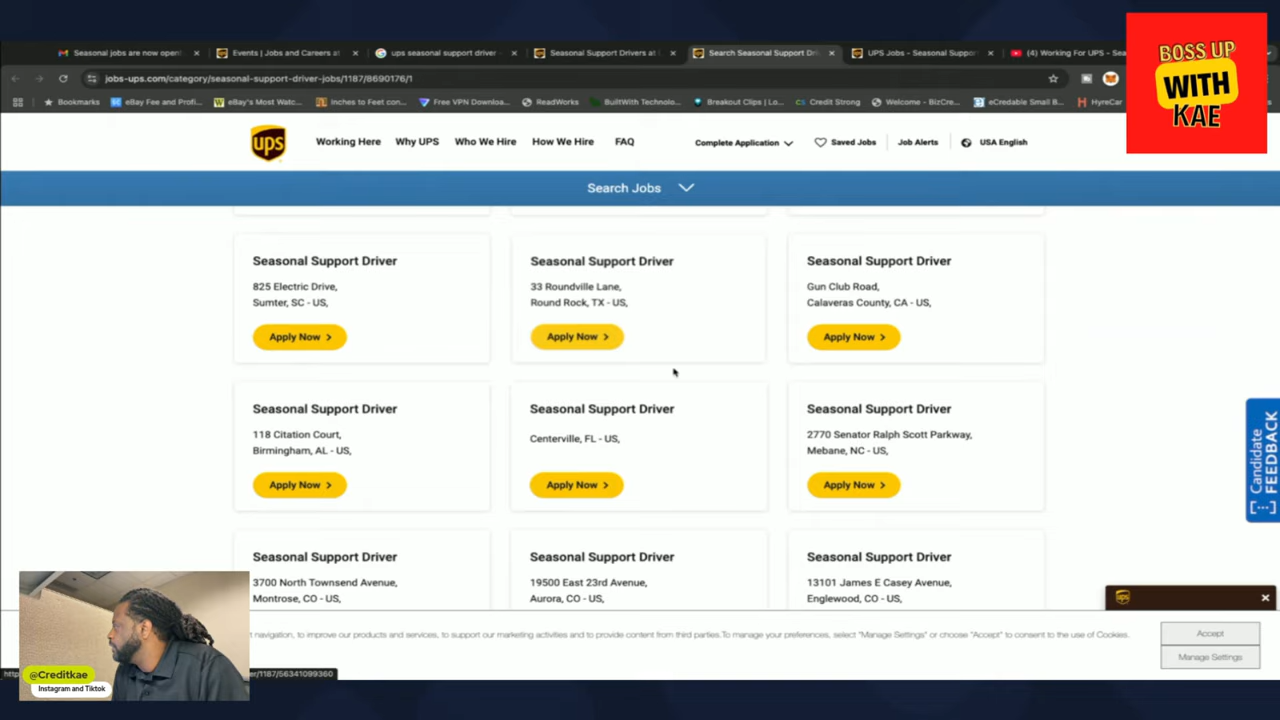 Seasonal jobs are now open
Events | Jobs and Careers at
ups seasonal support driver
Seasonal Support Drivers at
Search Seasonal Support Dri
UPS Jobs - Seasonal Suppor
(4) Working For UPS - Sea
jobs-ups.com/category/seasonal-support-driver-jobs/1187/8690176/1
Bookmarks
eBay Fee and Profi...
eBay's Most Watc...
Inches to Feet con...
Free VPN Downloa...
ReadWorks
BuiltWith Technolo...
Breakout Clips | Lo...
Credit Strong
Welcome - BizCre...
eCredable Small B...
HyreCar
BOSS UP
WITH
KAE
ups
Working Here
Why UPS
Who We Hire
How We Hire
FAQ
Complete Application
Saved Jobs
Job Alerts
USA English
Search Jobs
Seasonal Support Driver
825 Electric Drive,
Sumter, SC - US,
Apply Now >
Seasonal Support Driver
33 Roundville Lane,
Round Rock, TX - US,
Apply Now >
Seasonal Support Driver
Gun Club Road,
Calaveras County, CA - US,
Apply Now >
Seasonal Support Driver
118 Citation Court,
Birmingham, AL - US,
Apply Now >
Seasonal Support Driver
Centerville, FL - US,
Apply Now >
Seasonal Support Driver
2770 Senator Ralph Scott Parkway,
Mebane, NC - US,
Apply Now >
Seasonal Support Driver
3700 North Townsend Avenue,
Montrose, CO - US,
Seasonal Support Driver
19500 East 23rd Avenue,
Aurora, CO - US,
Seasonal Support Driver
13101 James E Casey Avenue,
Englewood, CO - US,
Candidate
FEEDBACK
ups
navigation, to improve our products and services, to support our marketing activities and to provide content from third parties.To manage your preferences, select "Manage Settings" or choose "Accept" to consent to the use of Cookies.
Accept
Manage Settings
@Creditkae
Instagram and Tiktok
er/1187/56341099360